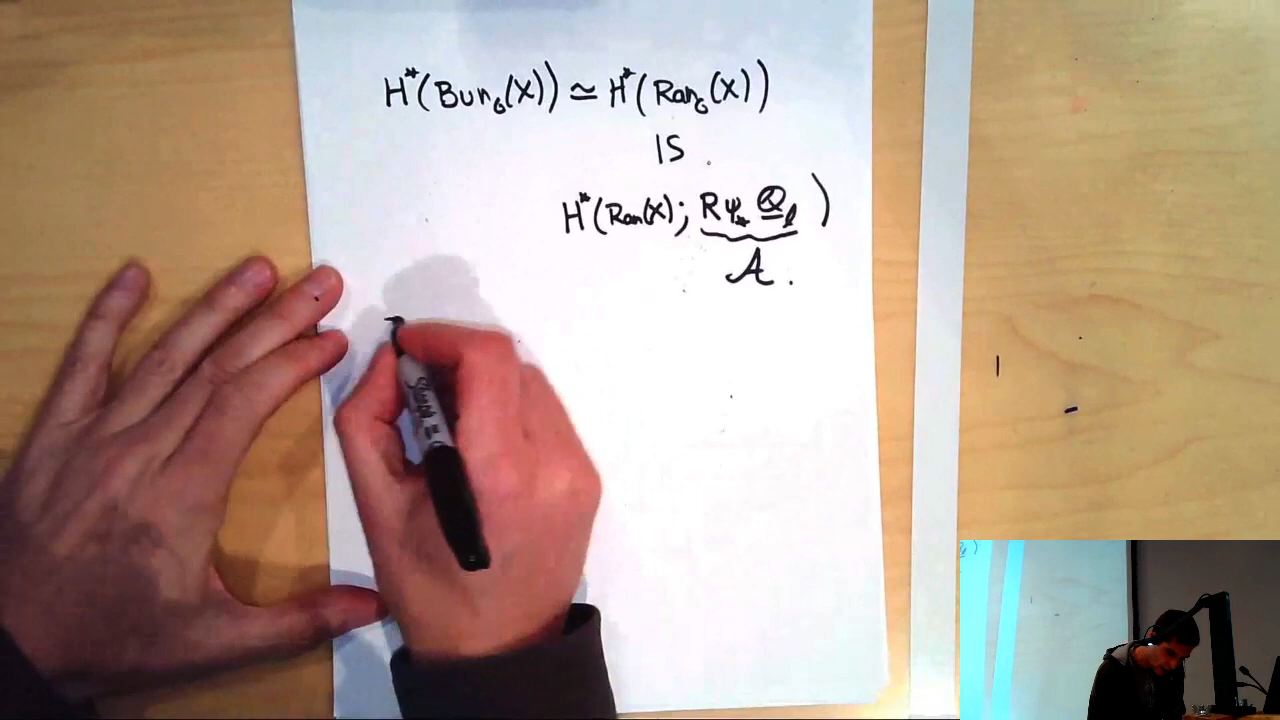 H*(Bun_G(X)) ≃ H*(Ran_G(X))
IS
H*(Ran(X); Rψ_* ℚ_ℓ)
𝒜.